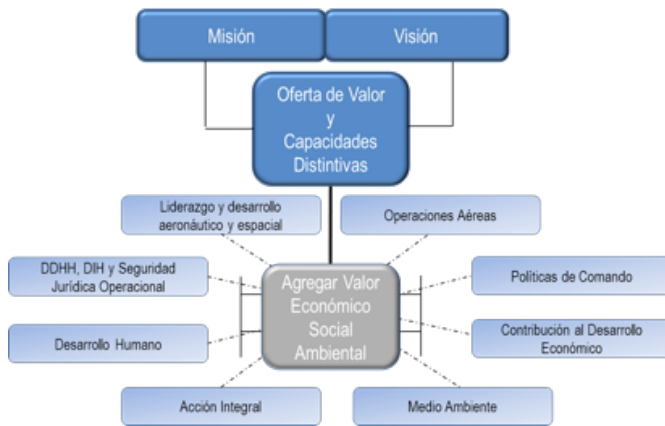 Misión
Visión
Oferta de Valor
y
Capacidades
Distintivas
Liderazgo y desarrollo
aeronáutico y espacial
Operaciones Aéreas
DDHH, DIH y Seguridad
Jurídica Operacional
Agregar Valor
Económico
Social
Ambiental
Políticas de Comando
Desarrollo Humano
Contribución al Desarrollo
Económico
Acción Integral
Medio Ambiente